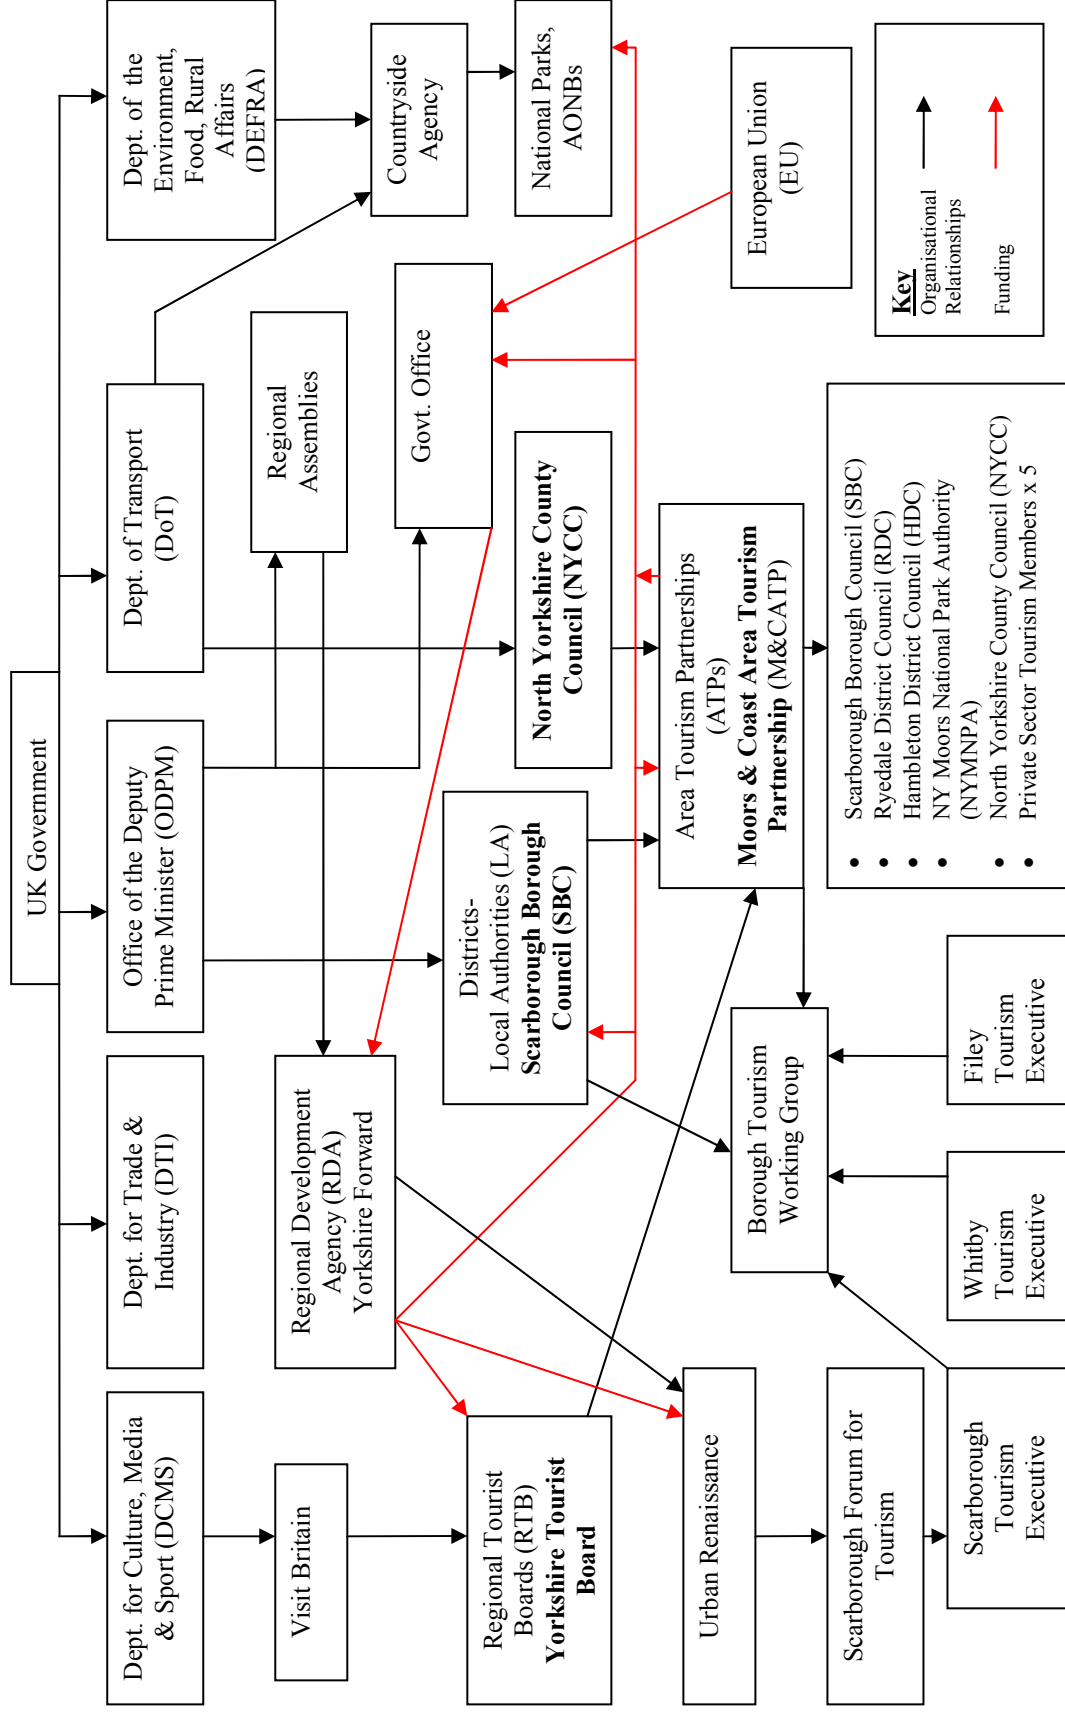 UK Government
Dept. for Culture, Media
& Sport (DCMS)
Dept. for Trade &
Industry (DTI)
Office of the Deputy
Prime Minister (ODPM)
Dept. of Transport
(DoT)
Dept. of the
Environment,
Food, Rural
Affairs
(DEFRA)
Visit Britain
Regional Development
Agency (RDA)
Yorkshire Forward
Regional
Assemblies
Countryside
Agency
Govt. Office
Regional Tourist
Boards (RTB)
Yorkshire Tourist
Board
Districts-
Local Authorities (LA)
Scarborough Borough
Council (SBC)
North Yorkshire County
Council (NYCC)
National Parks,
AONBs
Urban Renaissance
Area Tourism Partnerships
(ATPs)
Moors & Coast Area Tourism
Partnership (M&CATP)
European Union
(EU)
Borough Tourism
Working Group
Scarborough Forum for
Tourism
• Scarborough Borough Council (SBC)
• Ryedale District Council (RDC)
• Hambleton District Council (HDC)
• NY Moors National Park Authority
(NYMNPA)
• North Yorkshire County Council (NYCC)
• Private Sector Tourism Members x 5
Scarborough
Tourism
Executive
Whitby
Tourism
Executive
Filey
Tourism
Executive
Key
Organisational
Relationships
Funding